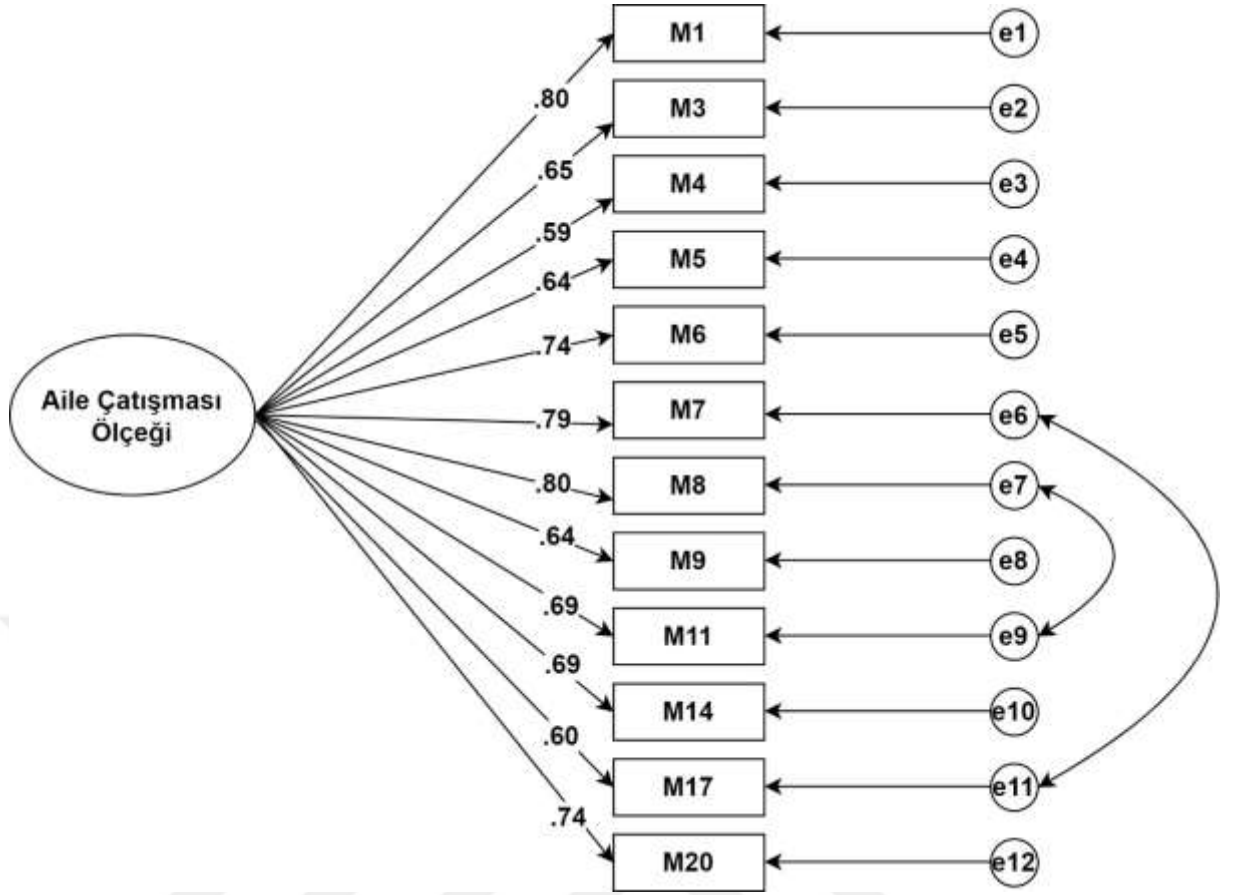 M1
e1
.80
M3
e2
.65
M4
e3
.59
M5
e4
.64
M6
e5
.74
Aile Çatışması
Ölçeği
M7
e6
.79
M8
e7
.80
M9
e8
.64
M11
e9
.69
M14
e10
.69
M17
e11
.60
M20
e12
.74